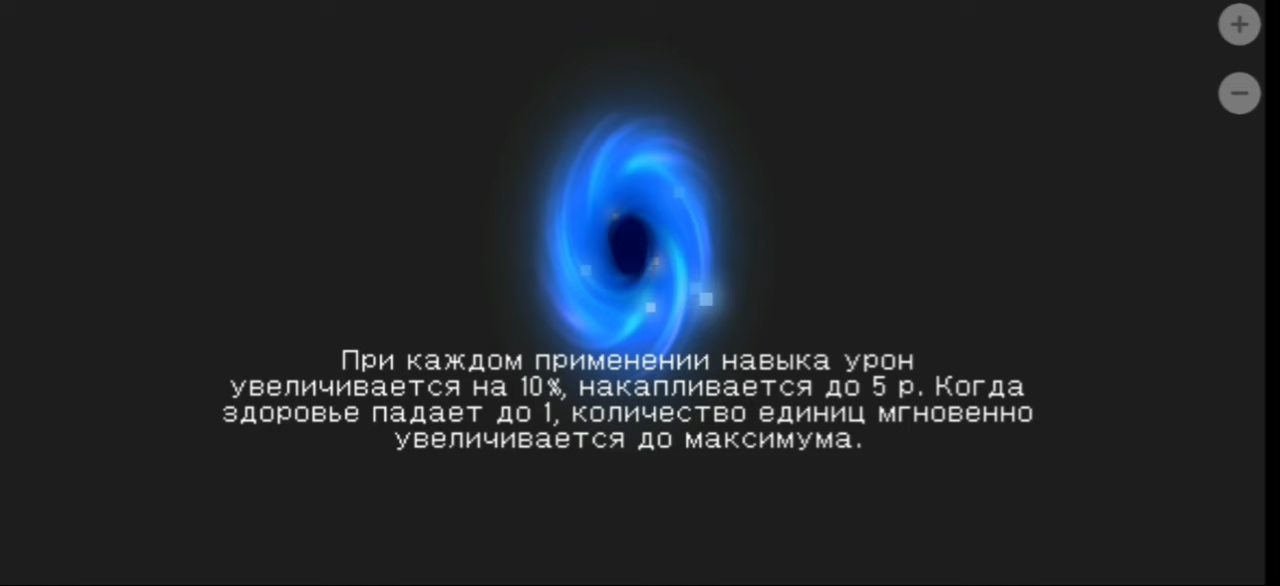 При каждом применении навыка урон
увеличивается на 10%, накапливается до 5 р. Когда
здоровье падает до 1, количество единиц мгновенно
увеличивается до максимума.